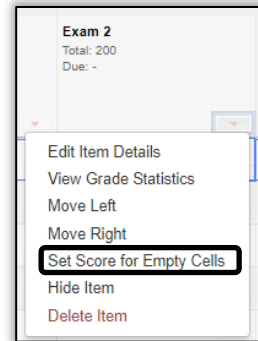 Exam 2
Total: 200
Due: -
Edit Item Details
View Grade Statistics
Move Left
Move Right
Set Score for Empty Cells
Hide Item
Delete Item